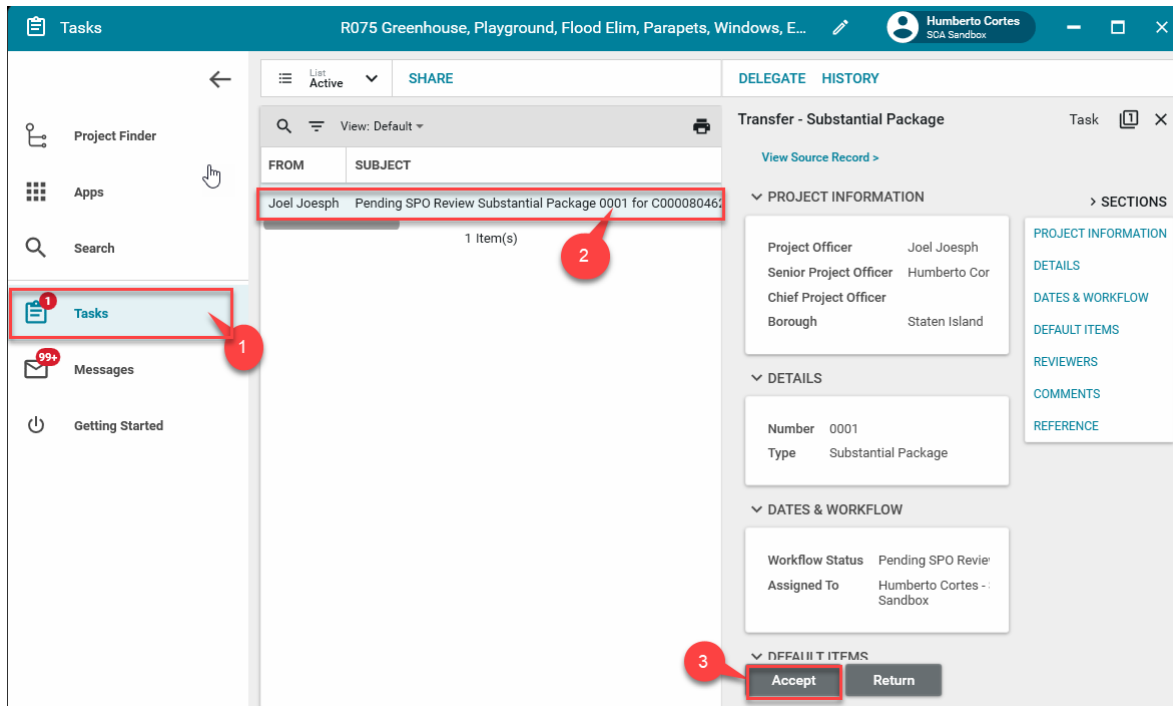 Tasks
R075 Greenhouse, Playground, Flood Elim, Parapets, Windows, E...
Humberto Cortes
SCA Sandbox
List
Active
SHARE
DELEGATE HISTORY
Project Finder
Apps
Search
1
Tasks
99+
Messages
Getting Started
View: Default
FROM SUBJECT
Joel Joesph Pending SPO Review Substantial Package 0001 for C000080462
1 Item(s)
1
2
Transfer - Substantial Package
Task
1
View Source Record >
PROJECT INFORMATION
Project Officer Joel Joesph
Senior Project Officer Humberto Cor
Chief Project Officer
Borough Staten Island
DETAILS
Number 0001
Type Substantial Package
DATES & WORKFLOW
Workflow Status Pending SPO Revie
Assigned To Humberto Cortes -
Sandbox
DEFAULT ITEMS
3
Accept
Return
> SECTIONS
PROJECT INFORMATION
DETAILS
DATES & WORKFLOW
DEFAULT ITEMS
REVIEWERS
COMMENTS
REFERENCE